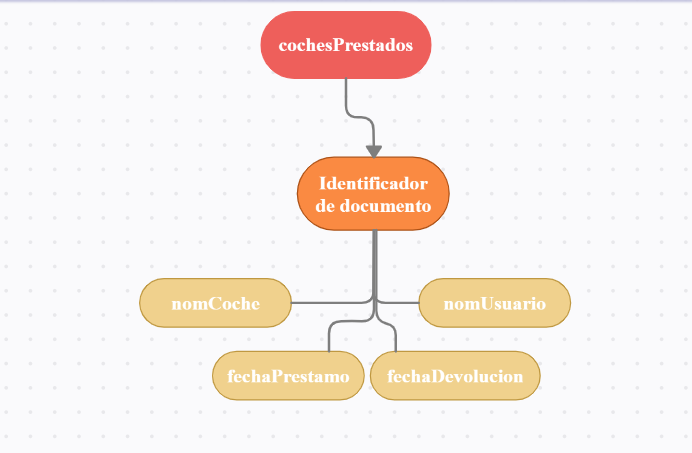 cochesPrestados
Identificador
de documento
nomCoche
nomUsuario
fechaPrestamo
fechaDevolucion